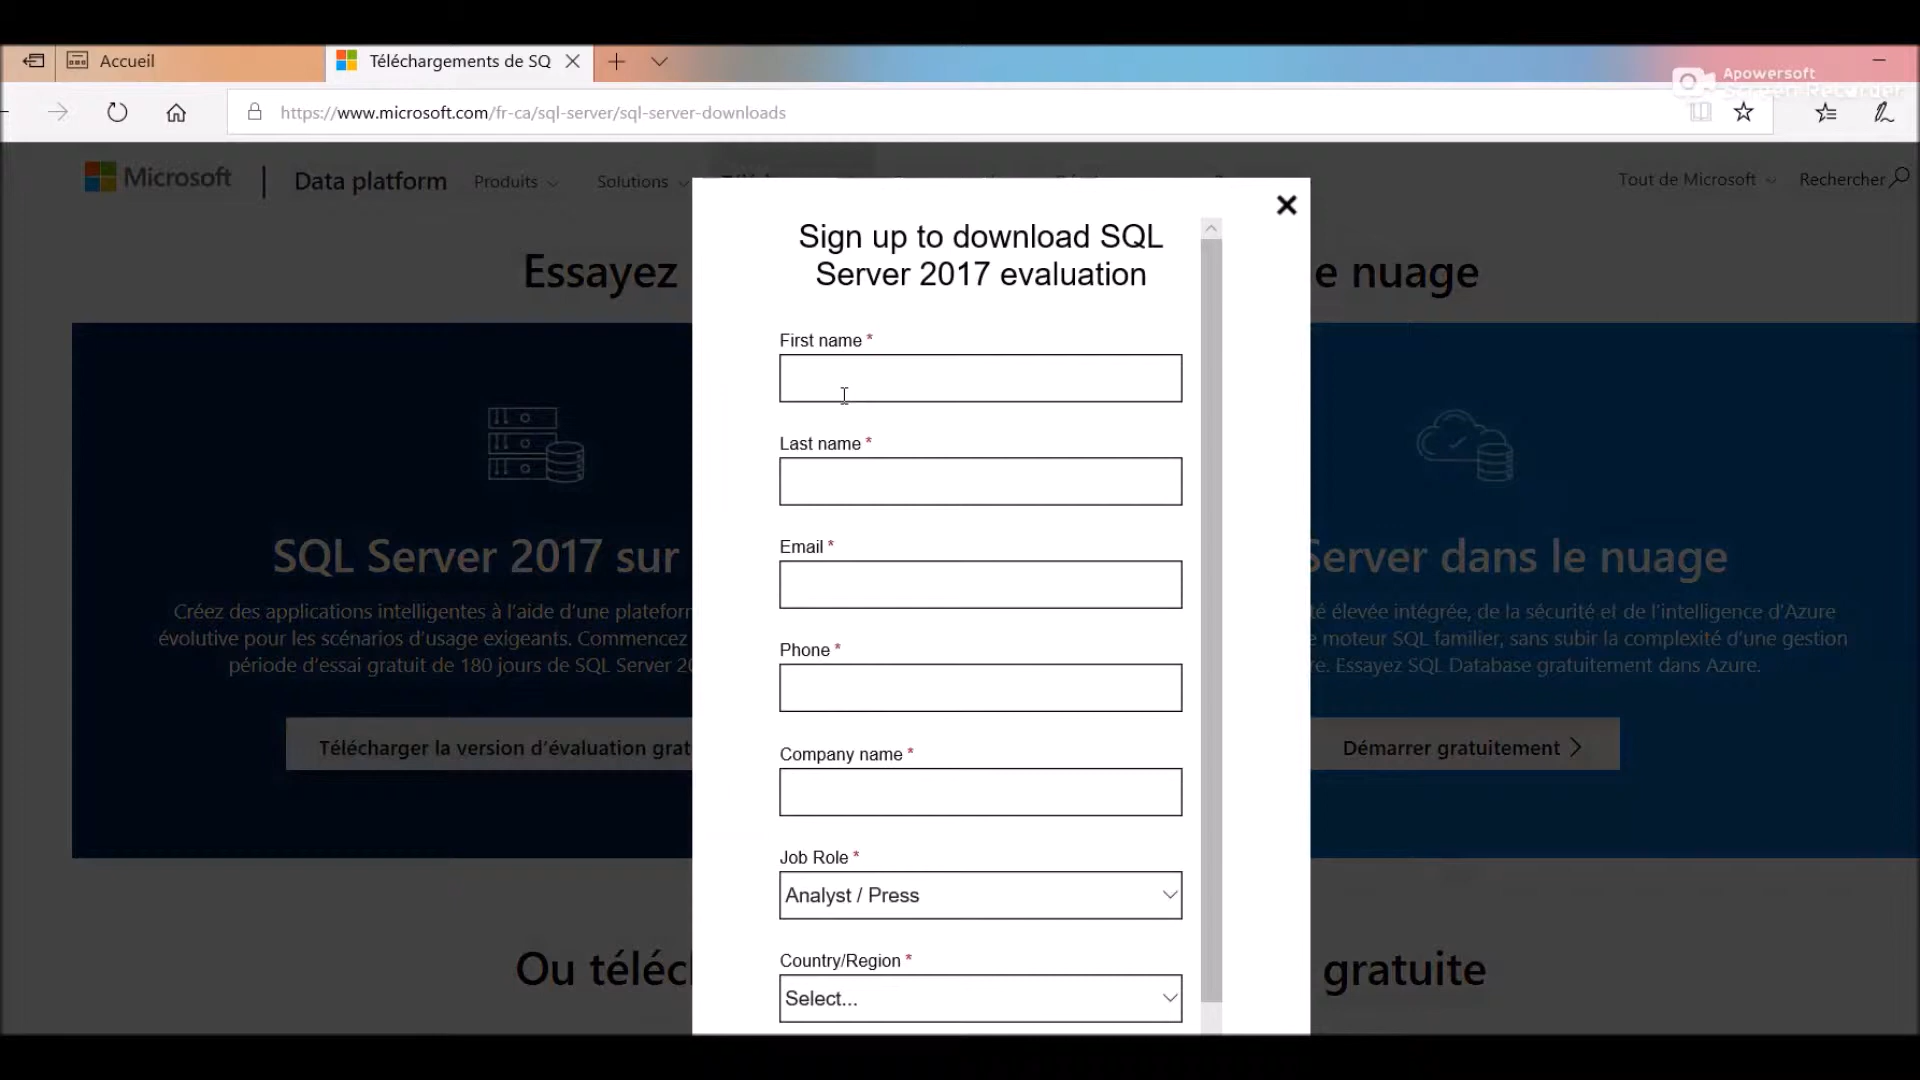 Accueil
Téléchargements de SQ
Apowersoft
Screen Recorder
https://www.microsoft.com/fr-ca/sql-server/sql-server-downloads
Microsoft
Data platform
Produits
Solutions
Tout de Microsoft
Rechercher
Essayez
e nuage
Sign up to download SQL
Server 2017 evaluation
First name *
Last name *
Email *
Phone *
Company name *
Job Role *
Analyst / Press
Country/Region *
Select...
SQL Server 2017 sur
Créez des applications intelligentes à l'aide d'une plateform
évolutive pour les scénarios d'usage exigeants. Commencez
période d'essai gratuit de 180 jours de SQL Server 20
Télécharger la version d'évaluation grat
Server dans le nuage
té élevée intégrée, de la sécurité et de l'intelligence d'Azure
moteur SQL familier, sans subir la complexité d'une gestion
re. Essayez SQL Database gratuitement dans Azure.
Démarrer gratuitement
Ou téléc
gratuite